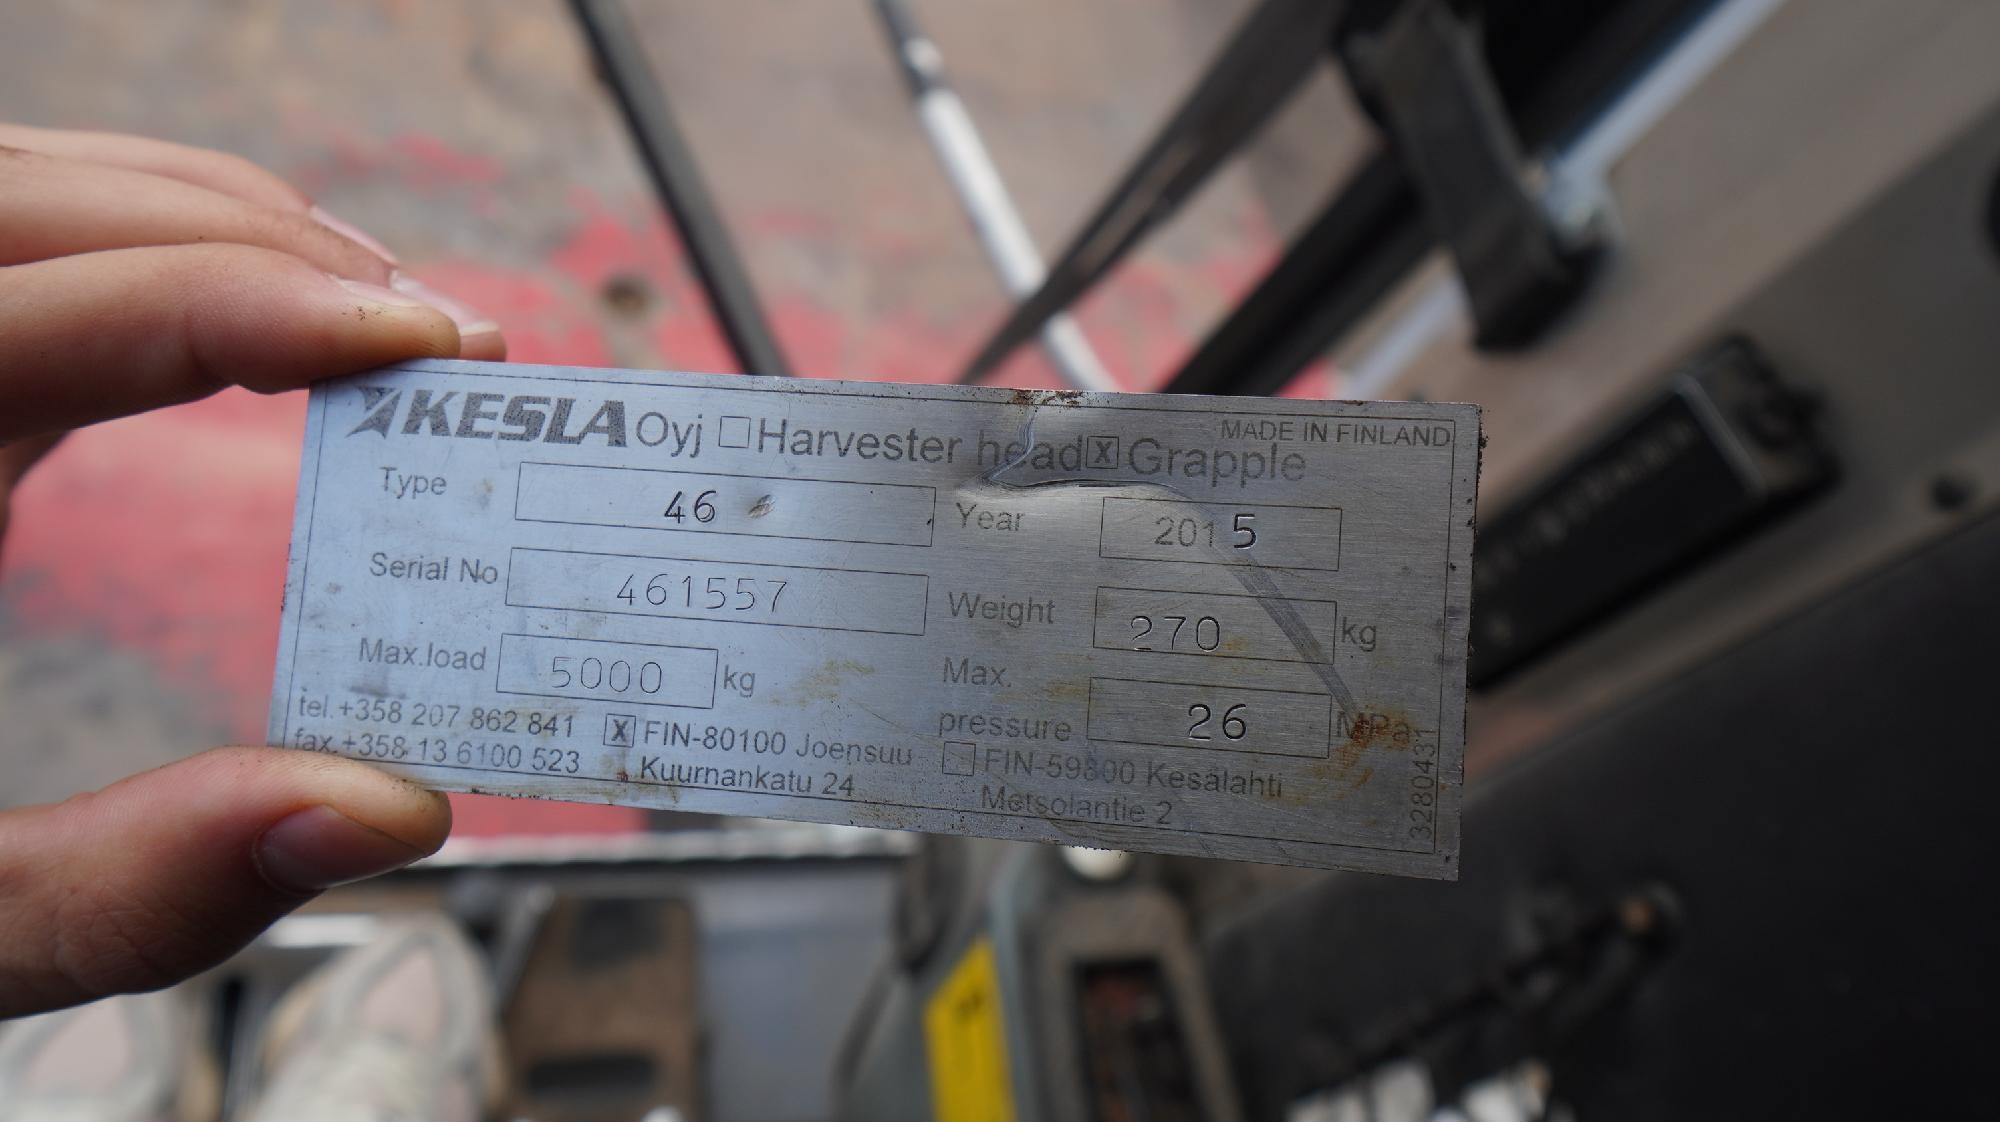 KESLA Oyj ☐ Harvester head ☒ Grapple MADE IN FINLAND
Type 46 Year 2015
Serial No 461557 Weight 270 kg
Max.load 5000 kg Max. pressure 26 MPa
tel.+358 207 862 841
fax.+358 13 6100 523
☒ FIN-80100 Joensuu
Kuurnankatu 24
☐ FIN-59800 Kesälahti
Metsolantie 2
3280431